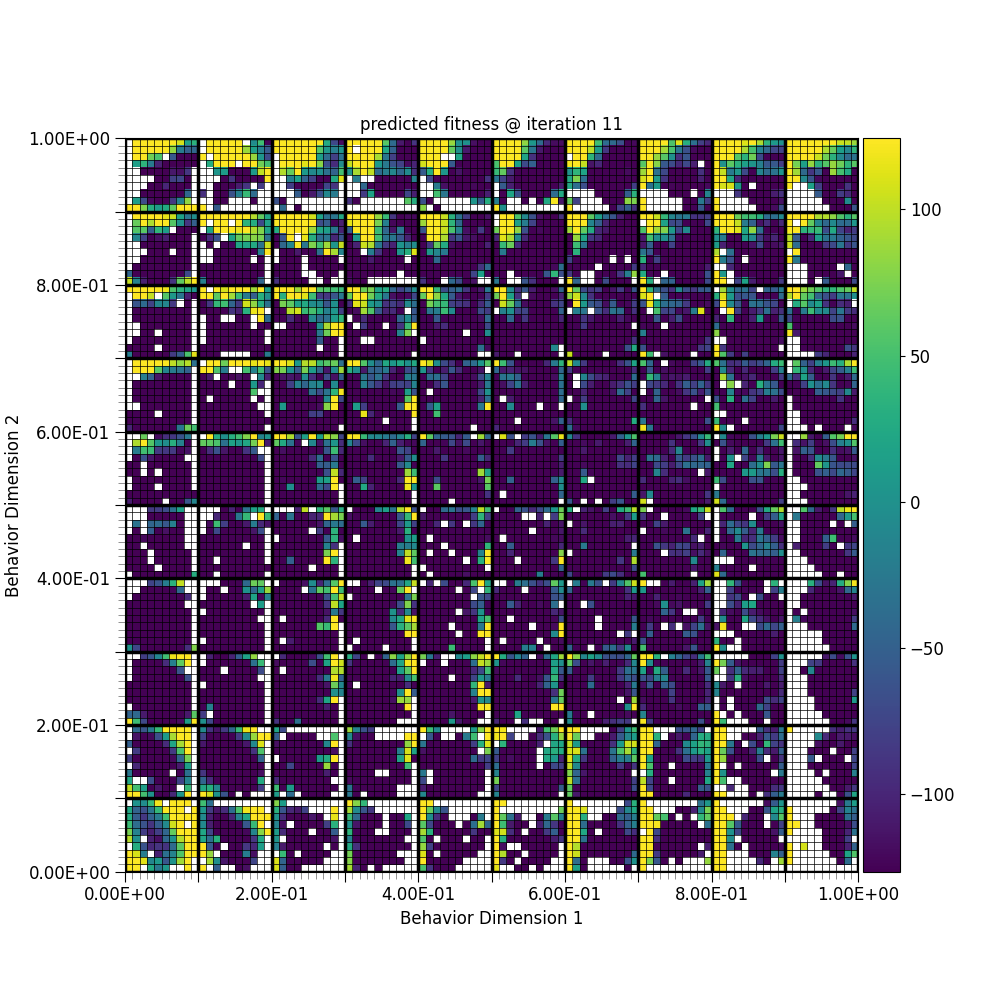 predicted fitness @ iteration 11
1.00E+00
8.00E-01
6.00E-01
4.00E-01
2.00E-01
0.00E+00
Behavior Dimension 2
0.00E+00 2.00E-01 4.00E-01 6.00E-01 8.00E-01 1.00E+00
Behavior Dimension 1
100
50
0
−50
−100